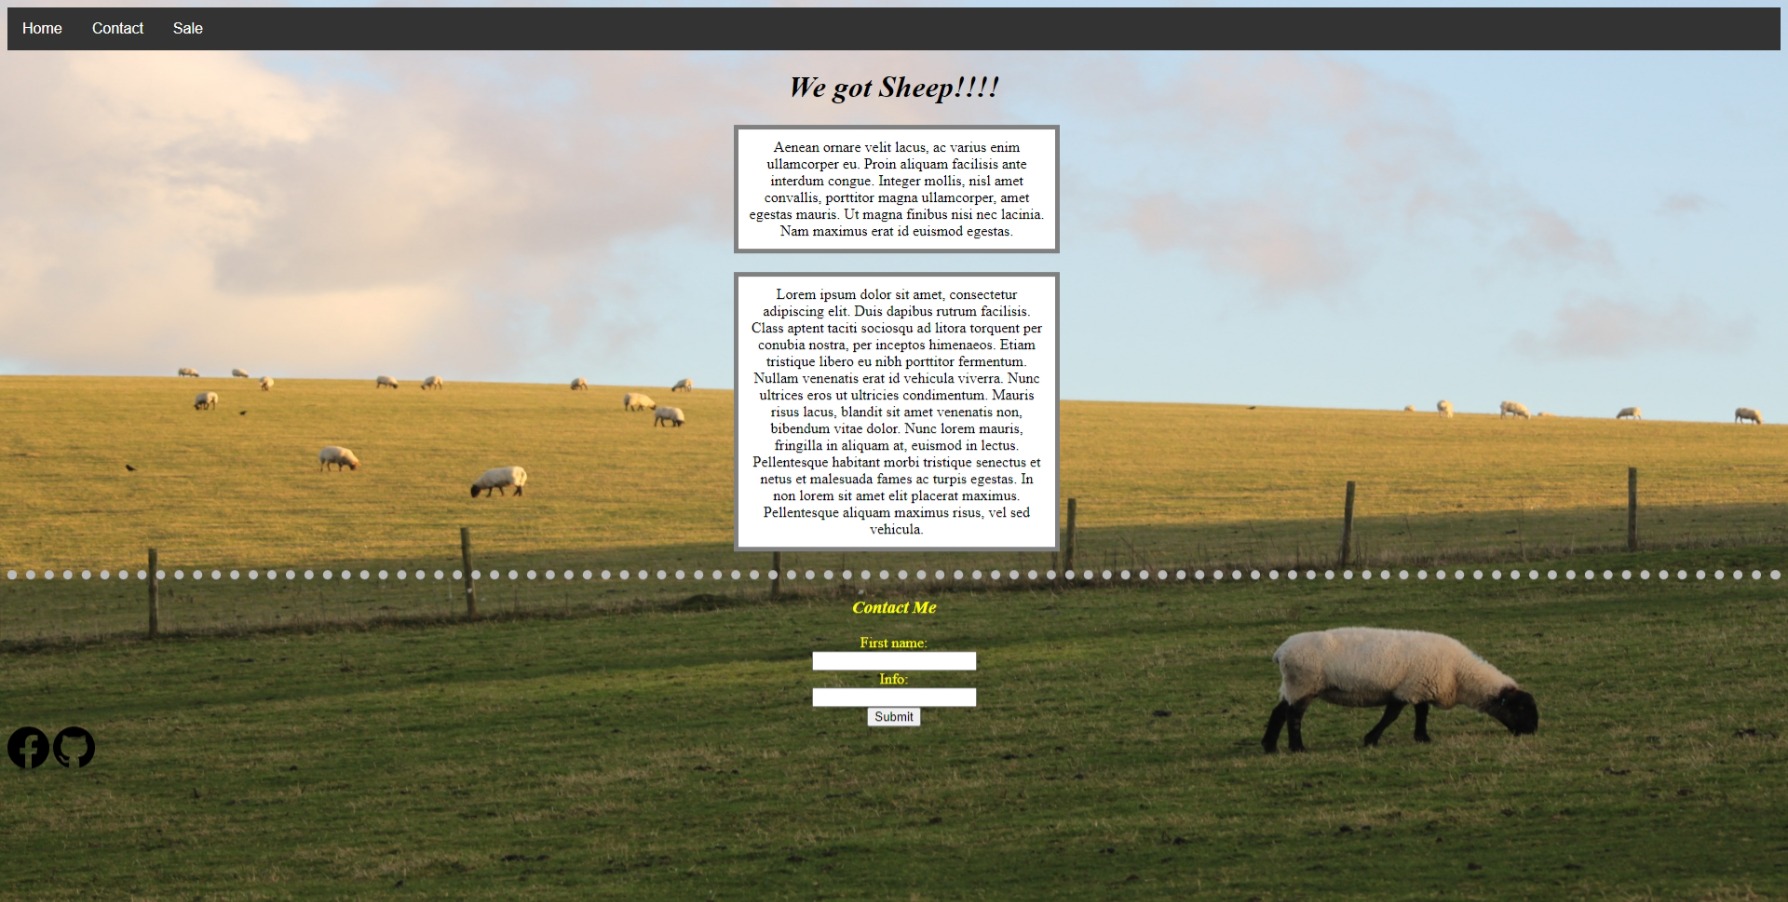 Home Contact Sale
We got Sheep!!!!
Aenean ornare velit lacus, ac varius enim
ullamcorper eu. Proin aliquam facilisis ante
interdum congue. Integer mollis, nisl amet
convallis, porttitor magna ullamcorper, amet
egestas mauris. Ut magna finibus nisi nec lacinia.
Nam maximus erat id euismod egestas.
Lorem ipsum dolor sit amet, consectetur
adipiscing elit. Duis dapibus rutrum facilisis.
Class aptent taciti sociosqu ad litora torquent per
conubia nostra, per inceptos himenaeos. Etiam
tristique libero eu nibh porttitor fermentum.
Nullam venenatis erat id vehicula viverra. Nunc
ultrices eros ut ultricies condimentum. Mauris
risus lacus, blandit sit amet venenatis non,
bibendum vitae dolor. Nunc lorem mauris,
fringilla in aliquam at, euismod in lectus.
Pellentesque habitant morbi tristique senectus et
netus et malesuada fames ac turpis egestas. In
non lorem sit amet elit placerat maximus.
Pellentesque aliquam maximus risus, vel sed
vehicula.
Contact Me
First name:
Info:
Submit